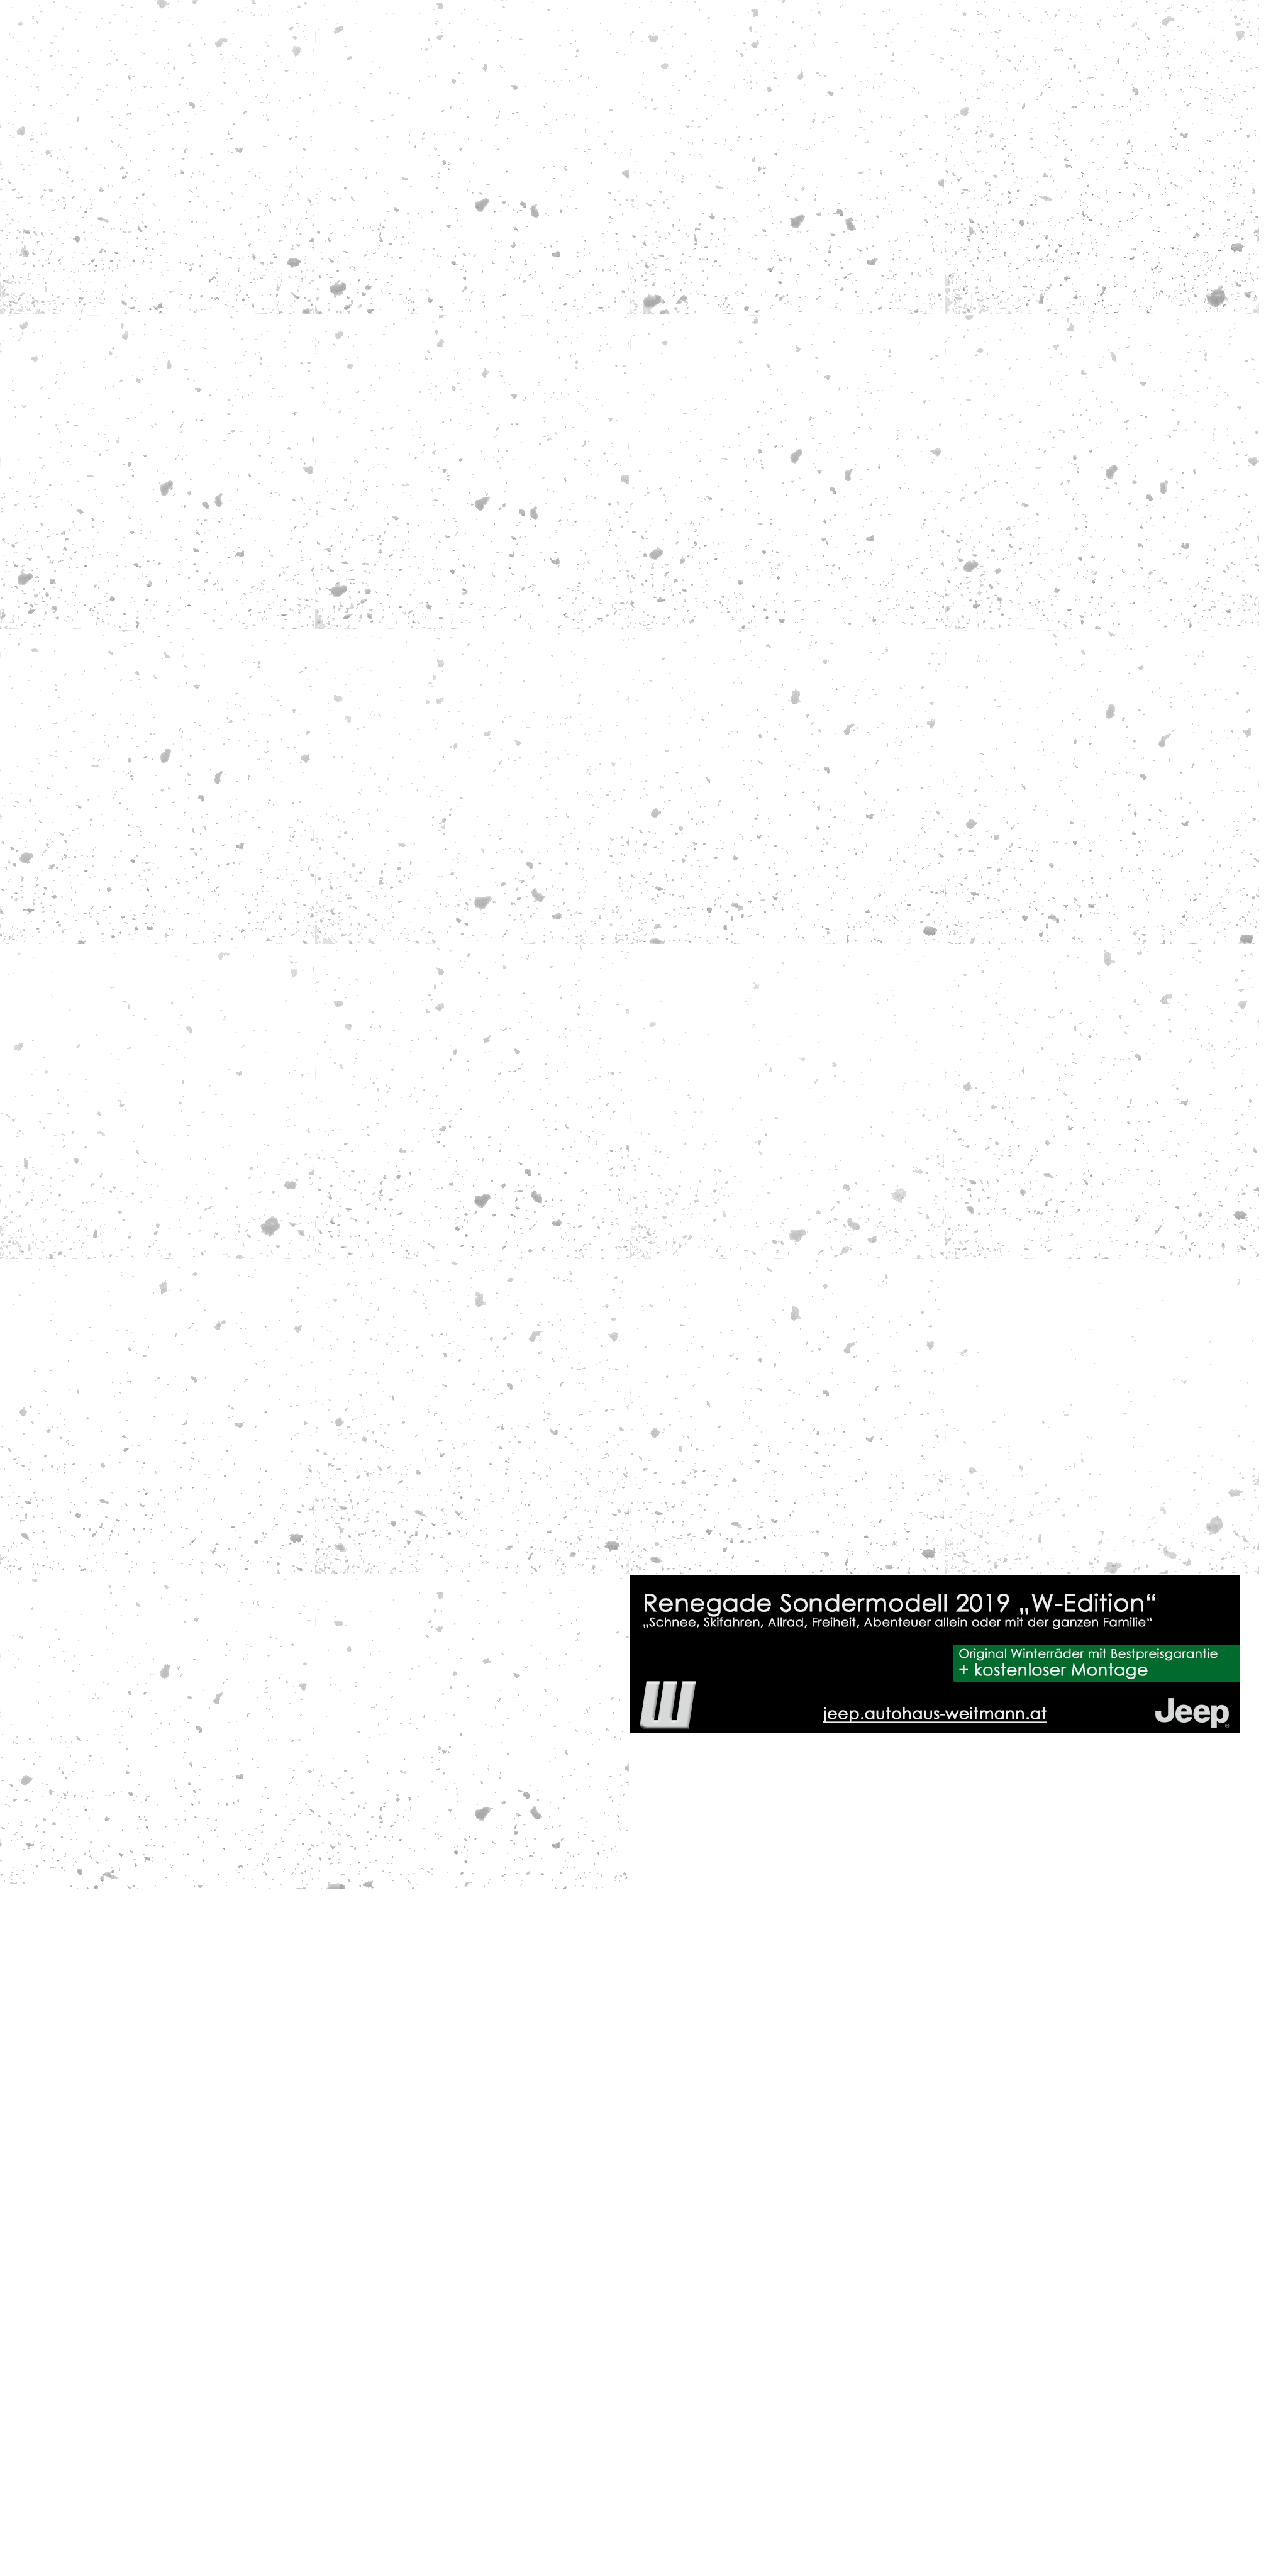 Renegade Sondermodell 2019 „W-Edition“
„Schnee, Skifahren, Allrad, Freiheit, Abenteuer allein oder mit der ganzen Familie“
Original Winterräder mit Bestpreisgarantie
+ kostenloser Montage
W
jeep.autohaus-weitmann.at
Jeep®